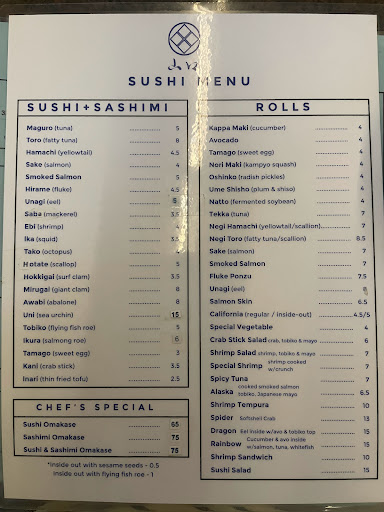 SUSHI MENU
SUSHI+SASHIMI
Maguro (tuna) ............ 5
Toro (fatty tuna) ............ 8
Hamachi (yellowtail) ............ 4.5
Sake (salmon) ............ 4
Smoked Salmon ............ 5
Hirame (fluke) ............ 4.5
Unagi (eel) ............ 5
Saba (mackerel) ............ 3.5
Ebi (shrimp) ............ 4
Ika (squid) ............ 3.5
Tako (octopus) ............ 4
Hotate (scallop) ............ 5
Hokkigai (surf clam) ............ 3.5
Mirugai (giant clam) ............ 8
Awabi (abalone) ............ 8
Uni (sea urchin) ............ 15
Tobiko (flying fish roe) ............ 5
Ikura (salmong roe) ............ 6
Tamago (sweet egg) ............ 3
Kani (crab stick) ............ 3.5
Inari (thin fried tofu) ............ 2.5
CHEF'S SPECIAL
Sushi Omakase ............ 65
Sashimi Omakase ............ 75
Sushi & Sashimi Omakase ............ 75
*inside out with sesame seeds - 0.5
inside out with flying fish roe - 1
ROLLS
Kappa Maki (cucumber) ............ 4
Avocado ............ 4
Tamago (sweet egg) ............ 4
Nori Maki (kampyo squash) ............ 4
Oshinko (radish pickles) ............ 4
Ume Shisho (plum & shiso) ............ 4
Natto (fermented soybean) ............ 4
Tekka (tuna) ............ 7
Negi Hamachi (yellowtail/scallion) ............ 7
Negi Toro (fatty tuna/scallion) ............ 8.5
Sake (salmon) ............ 7
Smoked Salmon ............ 7
Fluke Ponzu ............ 7.5
Unagi (eel) ............
Salmon Skin ............ 6.5
California (regular / inside-out) ............ 4.5/5
Special Vegetable ............ 4
Crab Stick Salad crab, tobiko & mayo ............ 6
Shrimp Salad shrimp, tobiko & mayo ............ 7
Special Shrimp shrimp cooked w/crunch ............ 7
Spicy Tuna ............ 7
Alaska cooked smoked salmon tobiko, Japanese mayo ............ 6.5
Shrimp Tempura ............ 10
Spider Softshell Crab ............ 13
Dragon Eel inside w/avo & tobiko top ............ 15
Rainbow Cucumber & avo inside w/salmon, tuna, whitefish ............ 15
Shrimp Sandwich ............ 10
Sushi Salad ............ 15